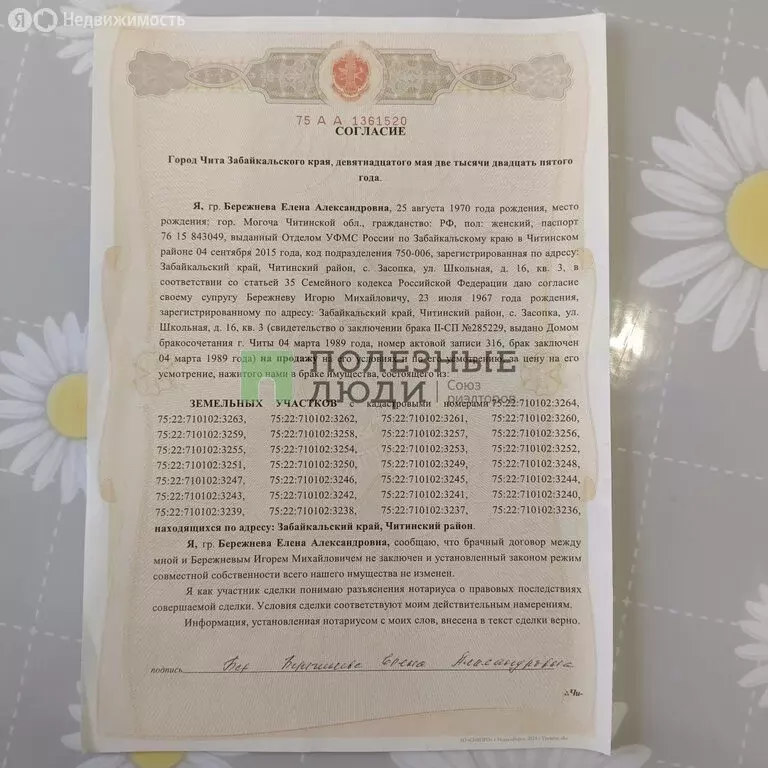 Я Недвижимость
75 А А 1361520
СОГЛАСИЕ
Город Чита Забайкальского края, девятнадцатого мая две тысячи двадцать пятого
года.
Я, гр. Бережнева Елена Александровна, 25 августа 1970 года рождения, место
рождения: гор. Могоча Читинской обл., гражданство: РФ, пол: женский, паспорт
76 15 843049, выданный Отделом УФМС России по Забайкальскому краю в Читинском
районе 04 сентября 2015 года, код подразделения 750-006, зарегистрированная по адресу:
Забайкальский край, Читинский район, с. Засопка, ул. Школьная, д. 16, кв. 3, в
соответствии со статьей 35 Семейного кодекса Российской Федерации даю согласие
своему супругу Бережневу Игорю Михайловичу, 23 июля 1967 года рождения,
зарегистрированному по адресу: Забайкальский край, Читинский район, с. Засопка, ул.
Школьная, д. 16, кв. 3 (свидетельство о заключении брака II-СП №285229, выдано Домом
бракосочетания г. Читы 04 марта 1989 года, номер актовой записи 316, брак заключен
04 марта 1989 года) на продажу на его условиях и по его усмотрению, за цену на его
усмотрение, нажитого нами в браке имущества, состоящего из:
ПОЛЕЗНЫЕ
ЛЮДИ Союз
риэлторов
ЗЕМЕЛЬНЫХ УЧАСТКОВ с кадастровыми номерами 75:22:710102:3264,
75:22:710102:3263, 75:22:710102:3262, 75:22:710102:3261, 75:22:710102:3260,
75:22:710102:3259, 75:22:710102:3258, 75:22:710102:3257, 75:22:710102:3256,
75:22:710102:3255, 75:22:710102:3254, 75:22:710102:3253, 75:22:710102:3252,
75:22:710102:3251, 75:22:710102:3250, 75:22:710102:3249, 75:22:710102:3248,
75:22:710102:3247, 75:22:710102:3246, 75:22:710102:3245, 75:22:710102:3244,
75:22:710102:3243, 75:22:710102:3242, 75:22:710102:3241, 75:22:710102:3240,
75:22:710102:3239, 75:22:710102:3238, 75:22:710102:3237, 75:22:710102:3236,
находящихся по адресу: Забайкальский край, Читинский район.
Я, гр. Бережнева Елена Александровна, сообщаю, что брачный договор между
мной и Бережневым Игорем Михайловичем не заключен и установленный законом режим
совместной собственности всего нашего имущества не изменен.
Я как участник сделки понимаю разъяснения нотариуса о правовых последствиях
совершаемой сделки. Условия сделки соответствуют моим действительным намерениям.
Информация, установленная нотариусом с моих слов, внесена в текст сделки верно.
подпись Бережнева Елена Александровна